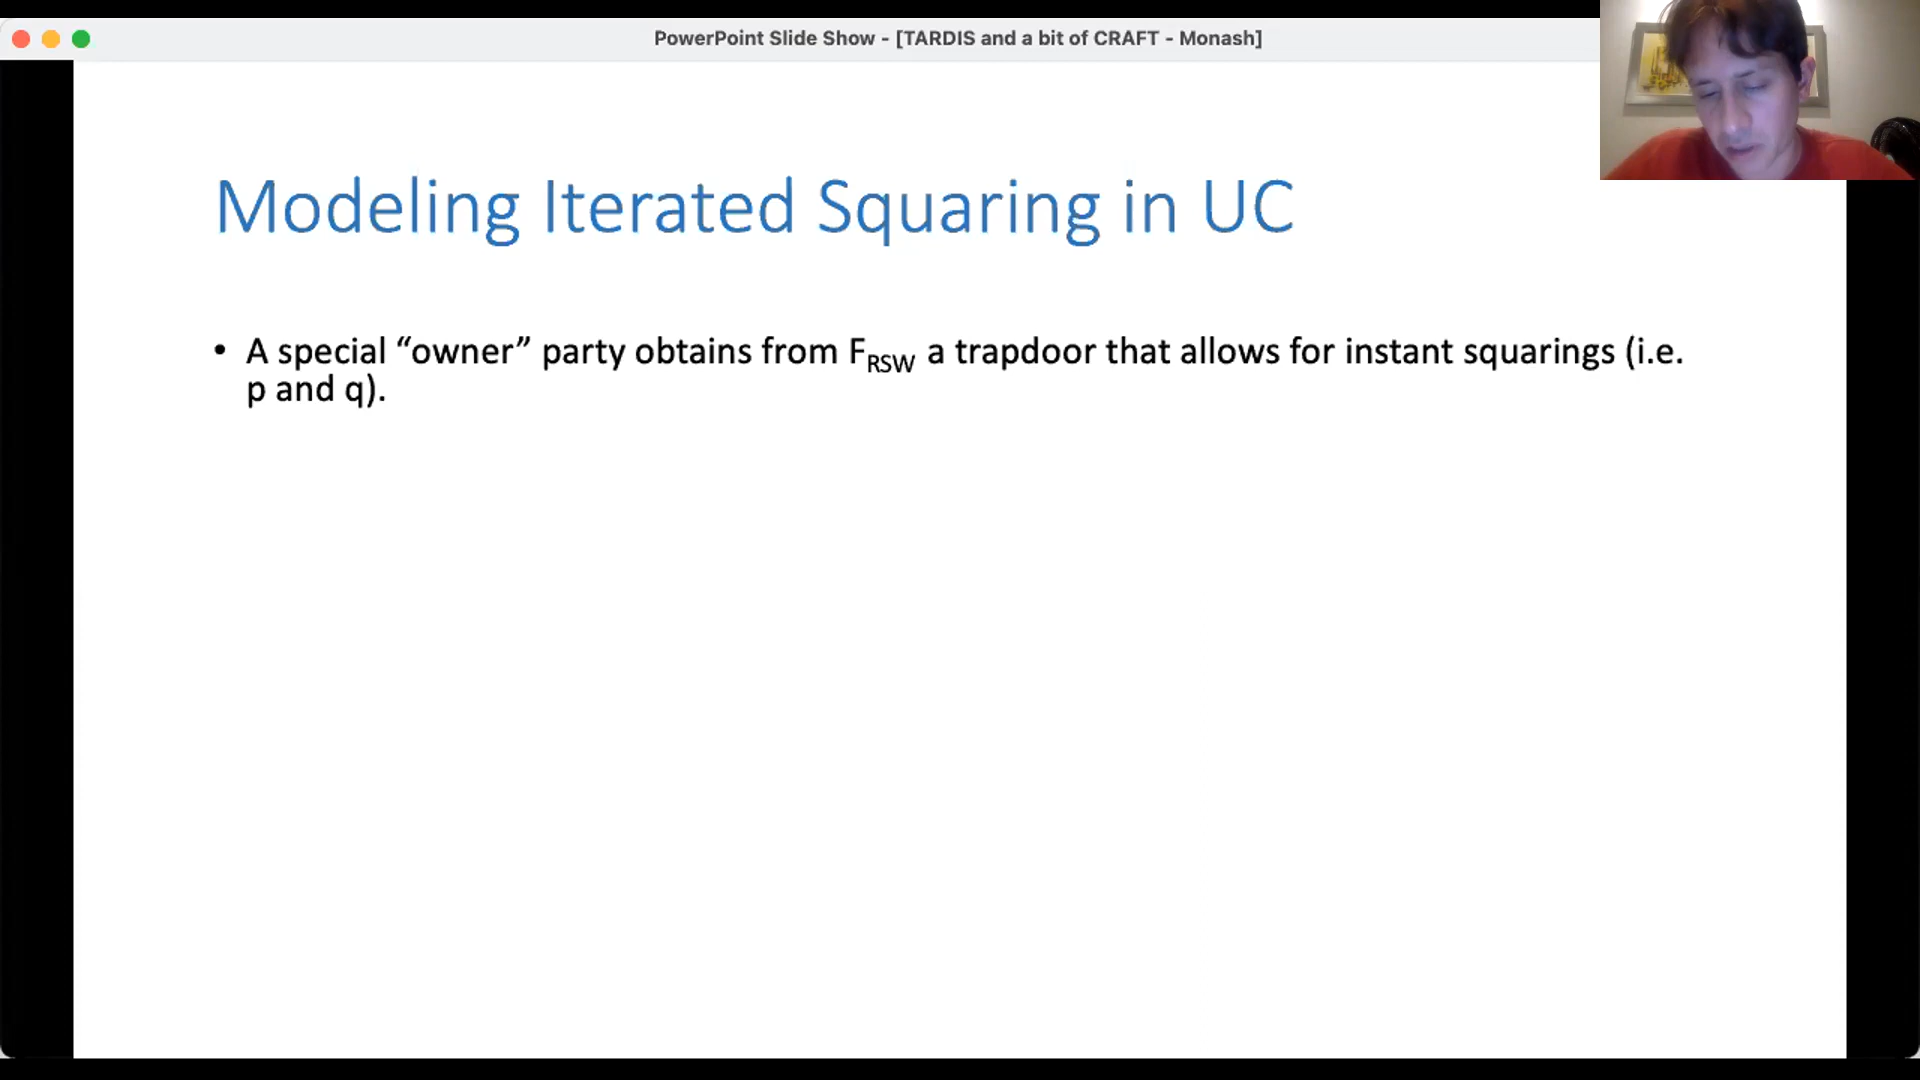 PowerPoint Slide Show - [TARDIS and a bit of CRAFT - Monash]
Modeling Iterated Squaring in UC
• A special “owner” party obtains from FRSW a trapdoor that allows for instant squarings (i.e.
p and q).